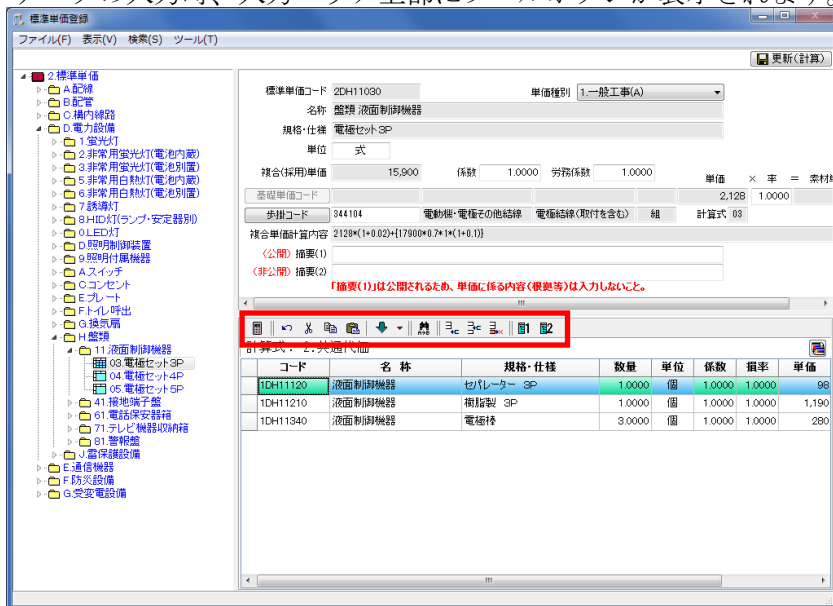 標準単価登録
ファイル(F) 表示(V) 検索(S) ツール(T)
更新(計算)
2.標準単価
A.配線
B.配管
C.構内線路
D.電力設備
1.蛍光灯
2.非常用蛍光灯(電池内蔵)
3.非常用蛍光灯(電池別置)
5.非常用白熱灯(電池内蔵)
6.非常用白熱灯(電池別置)
7.誘導灯
8.HID灯(ランプ・安定器別)
0.LED灯
D.照明制御装置
9.照明付属機器
A.スイッチ
C.コンセント
E.プレート
F.トイレ呼出
G.換気扇
H.盤類
11.液面制御機器
03.電極セット3P
04.電極セット4P
05.電極セット5P
41.接地端子盤
61.電話保安器箱
71.テレビ機器収納箱
81.警報盤
J.雷保護設備
E.通信機器
F.防災設備
G.受変電設備
標準単価コード 2DH11030 単価種別 1.一般工事(A)
名称 盤類 液面制御機器
規格・仕様 電極セット3P
単位 式
複合(採用)単価 15,900 係数 1.0000 労務係数 1.0000 単価 × 率 = 素材
基礎単価コード 2,128 1.0000
歩掛コード 344104 電動機・電極その他結線 電極結線(取付を含む) 組 計算式 03
複合単価計算内容 2128*(1+0.02)+{17900*0.7*1*(1+0.1)}
(公開) 摘要(1)
(非公開) 摘要(2)
「摘要(1)」は公開されるため、単価に係る内容(根拠等)は入力しないこと。
計算式: 2.共通代価
コード 名 称 規格・仕様 数量 単位 係数 損率 単価
1DH11120 液面制御機器 セパレーター 3P 1.0000 個 1.0000 1.0000 98
1DH11210 液面制御機器 樹脂製 3P 1.0000 個 1.0000 1.0000 1,190
1DH11340 液面制御機器 電極棒 3.0000 個 1.0000 1.0000 280